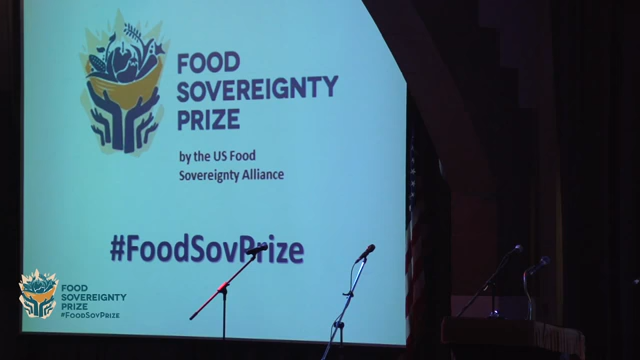 FOOD
SOVEREIGNTY
PRIZE
by the US Food
Sovereignty Alliance
#FoodSovPrize
FOOD
SOVEREIGNTY
PRIZE
#FoodSovPrize